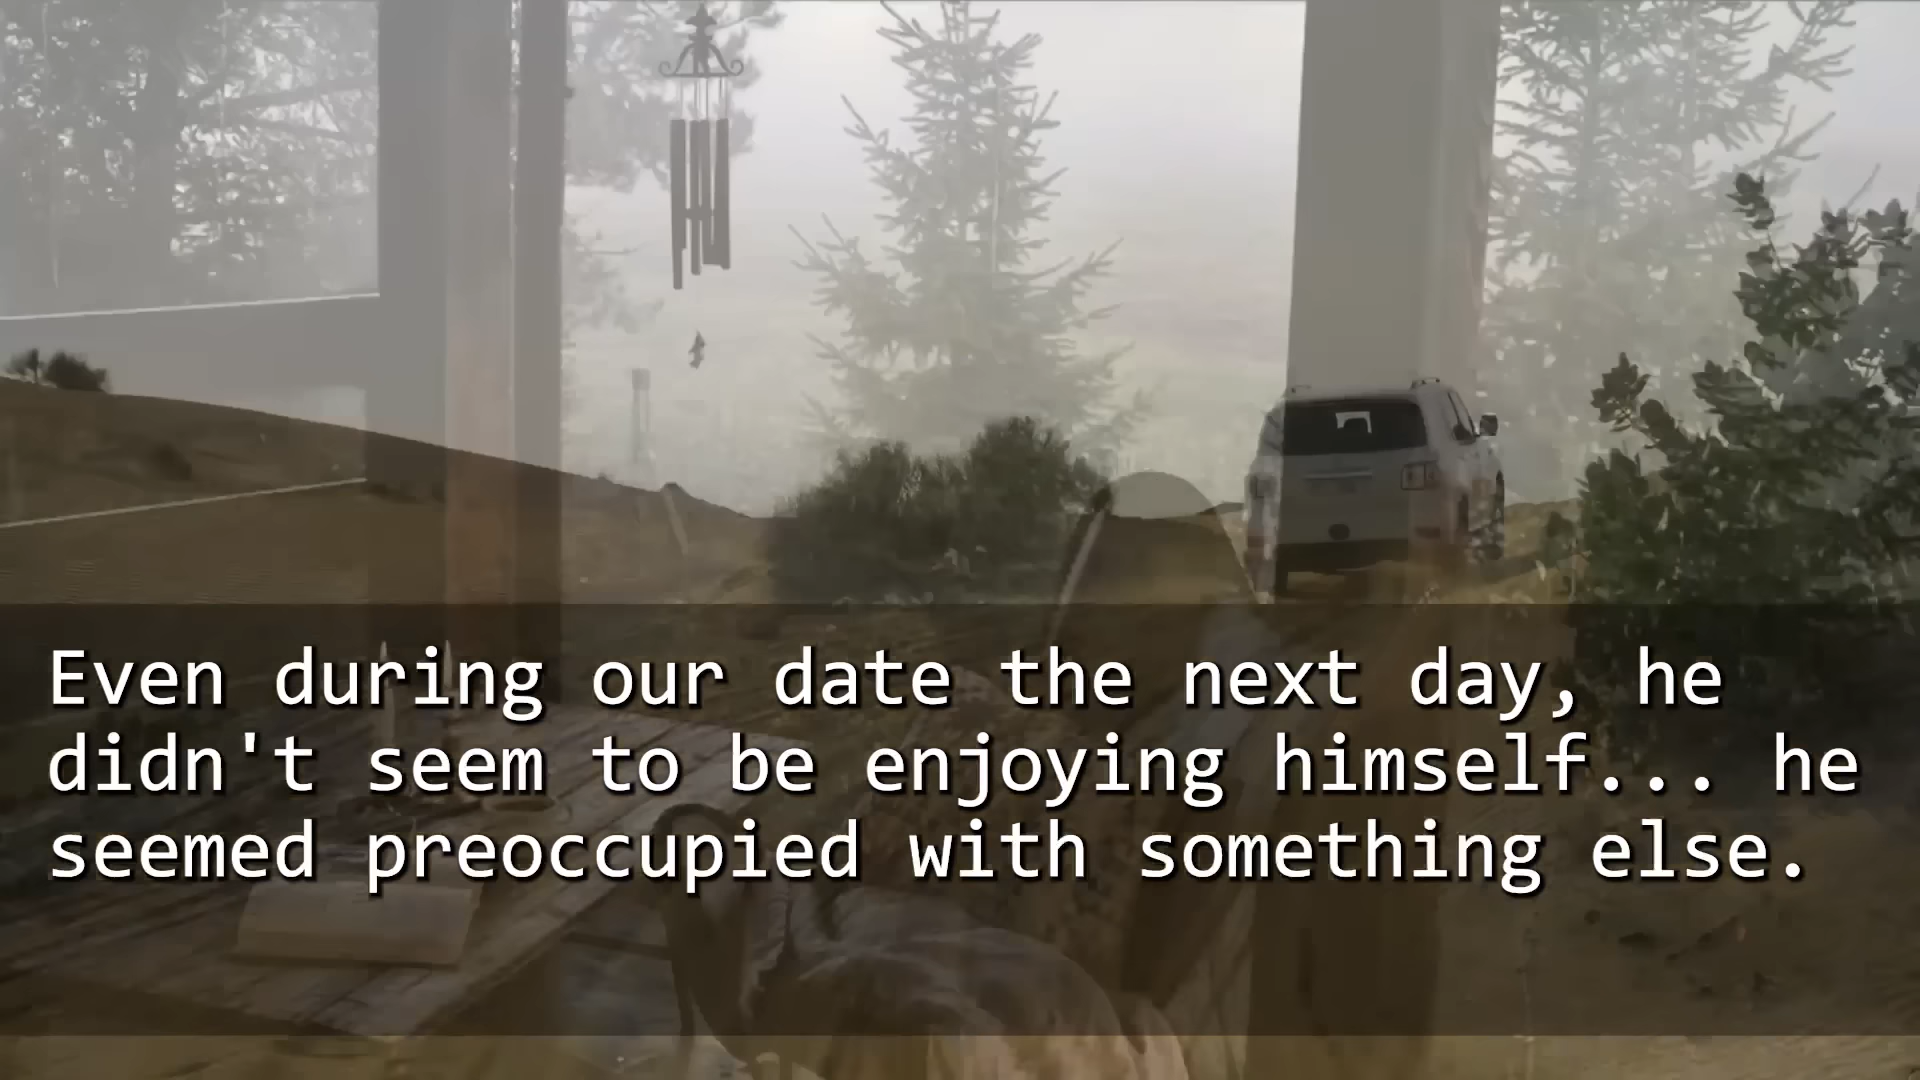 Even during our date the next day, he
didn't seem to be enjoying himself... he
seemed preoccupied with something else.